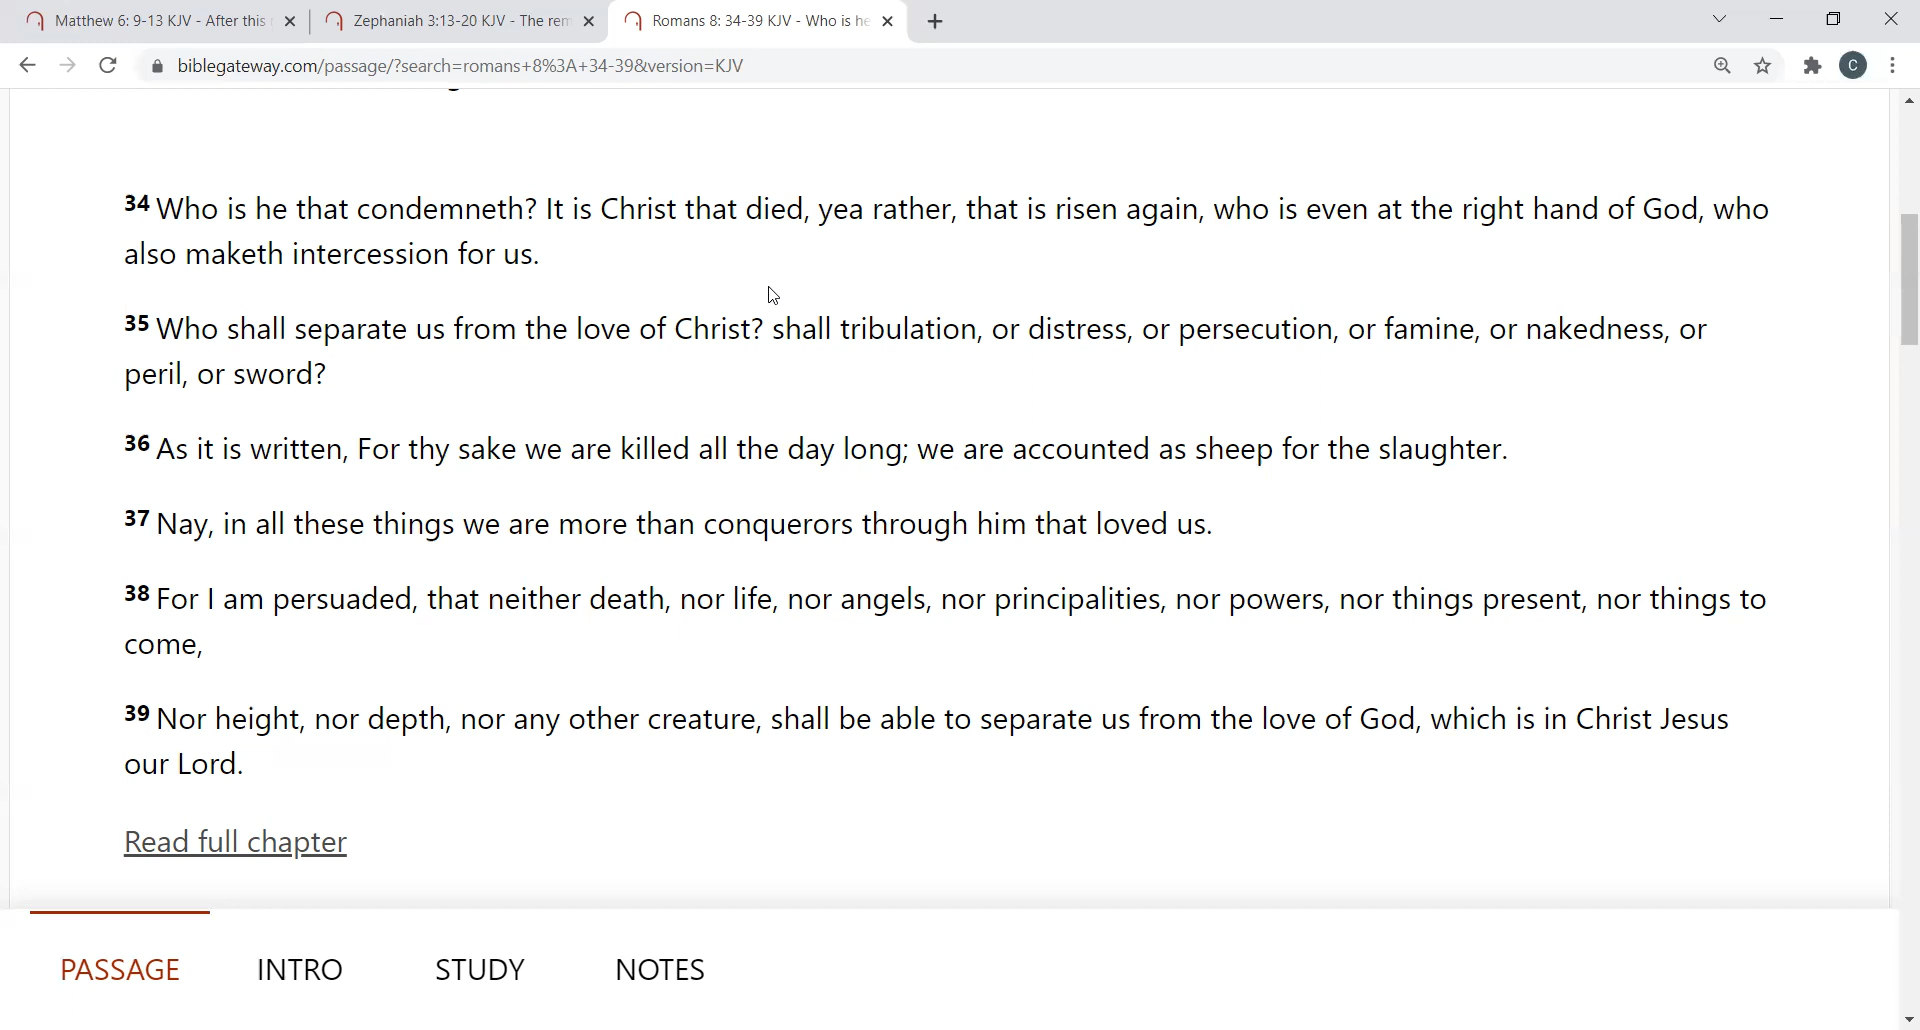 Matthew 6: 9-13 KJV - After this
Zephaniah 3:13-20 KJV - The rem
Romans 8: 34-39 KJV - Who is he
biblegateway.com/passage/?search=romans+8%3A+34-39&version=KJV
C
34 Who is he that condemneth? It is Christ that died, yea rather, that is risen again, who is even at the right hand of God, who
also maketh intercession for us.
35 Who shall separate us from the love of Christ? shall tribulation, or distress, or persecution, or famine, or nakedness, or
peril, or sword?
36 As it is written, For thy sake we are killed all the day long; we are accounted as sheep for the slaughter.
37 Nay, in all these things we are more than conquerors through him that loved us.
38 For I am persuaded, that neither death, nor life, nor angels, nor principalities, nor powers, nor things present, nor things to
come,
39 Nor height, nor depth, nor any other creature, shall be able to separate us from the love of God, which is in Christ Jesus
our Lord.
Read full chapter
PASSAGE INTRO STUDY NOTES